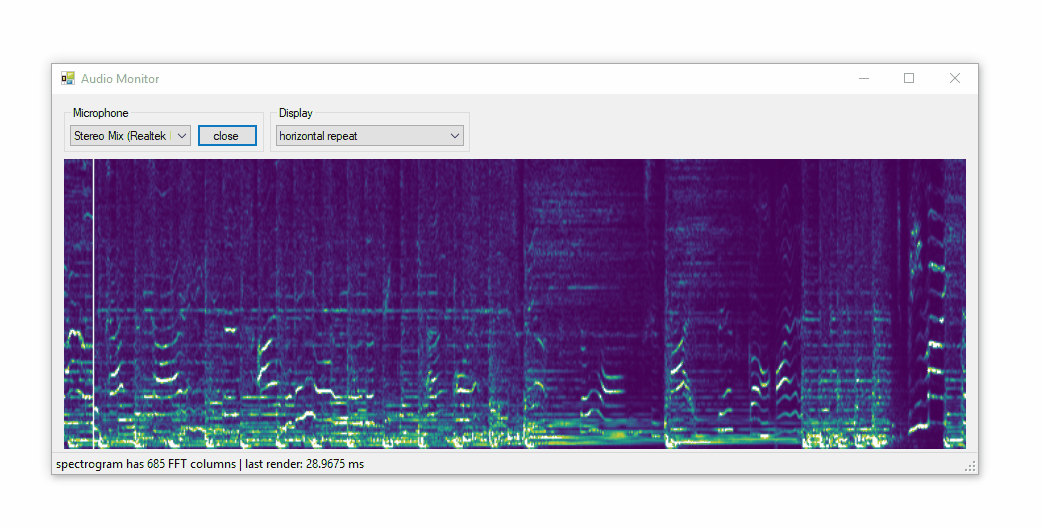 Audio Monitor
Microphone
Display
Stereo Mix (Realtek
close
horizontal repeat
spectrogram has 685 FFT columns | last render: 28.9675 ms